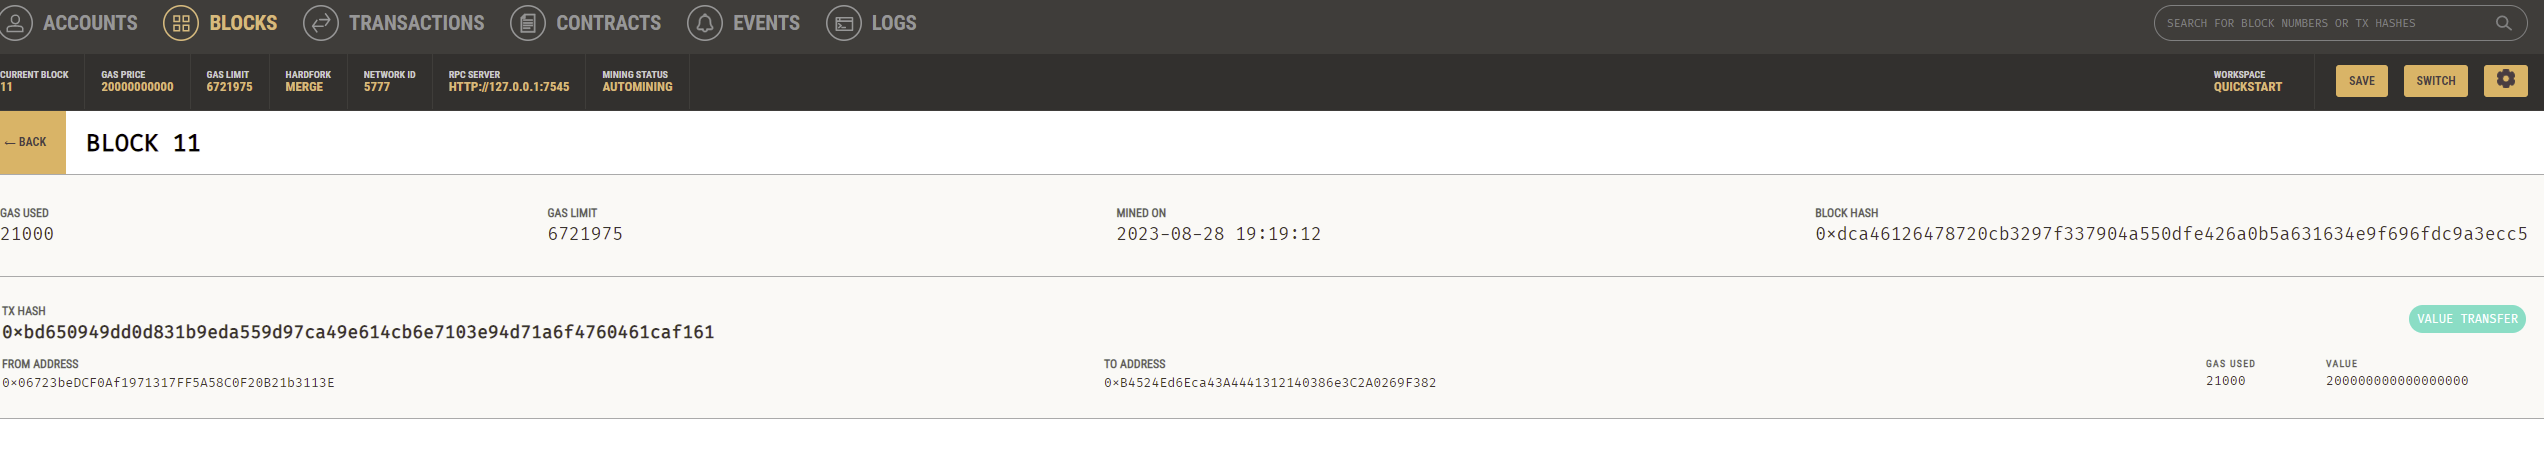 ACCOUNTS BLOCKS TRANSACTIONS CONTRACTS EVENTS LOGS SEARCH FOR BLOCK NUMBERS OR TX HASHES
CURRENT BLOCK GAS PRICE GAS LIMIT HARDFORK NETWORK ID RPC SERVER MINING STATUS WORKSPACE
11 20000000000 6721975 MERGE 5777 HTTP://127.0.0.1:7545 AUTOMINING QUICKSTART SAVE SWITCH
← BACK BLOCK 11
GAS USED GAS LIMIT MINED ON BLOCK HASH
21000 6721975 2023-08-28 19:19:12 0×dca46126478720cb3297f337904a550dfe426a0b5a631634e9f696fdc9a3ecc5
TX HASH
0×bd650949dd0d831b9eda559d97ca49e614cb6e7103e94d71a6f4760461caf161 VALUE TRANSFER
FROM ADDRESS TO ADDRESS GAS USED VALUE
0×06723beDCF0Af1971317FF5A58C0F20B21b3113E 0×B4524Ed6Eca43A4441312140386e3C2A0269F382 21000 200000000000000000